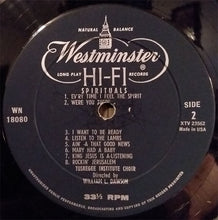 NATURAL BALANCE
Westminster
LONG PLAY RECORDS
HI-FI
WN
18080
SIDE
2
XTV 23562
Made in USA
SPIRITUALS
1. EV'RY TIME I FEEL THE SPIRIT
2. WERE YOU
3. I WANT TO BE READY
4. LISTEN TO THE LAMBS
5. AIN'-A THAT GOOD NEWS
6. MARY HAD A BABY
7. KING JESUS IS A-LISTENING
8. ROCKIN' JERUSALEM
TUSKEGEE INSTITUTE CHOIR
Directed by
WILLIAM L. DAWSON
33⅓ RPM